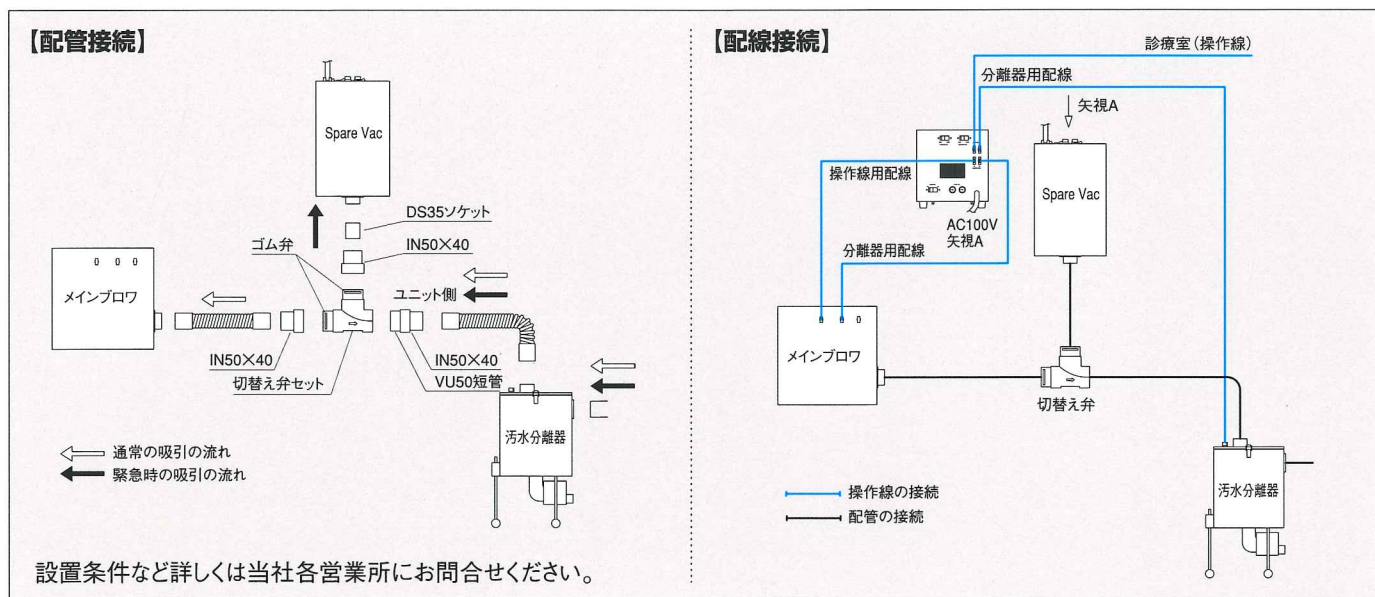 【配管接続】
Spare Vac
DS35ソケット
ゴム弁
IN50×40
メインブロワ
ユニット側
IN50×40
切替え弁セット
IN50×40
VU50短管
汚水分離器
通常の吸引の流れ
緊急時の吸引の流れ
設置条件など詳しくは当社各営業所にお問合せください。
【配線接続】
診療室(操作線)
分離器用配線
矢視A
操作線用配線
Spare Vac
AC100V
矢視A
分離器用配線
メインブロワ
切替え弁
操作線の接続
配管の接続
汚水分離器